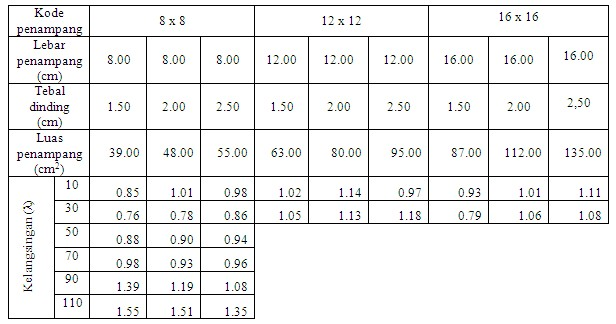 Kode penampang 8 x 8 12 x 12 16 x 16
Lebar penampang (cm) 8.00 8.00 8.00 12.00 12.00 12.00 16.00 16.00 16.00
Tebal dinding (cm) 1.50 2.00 2.50 1.50 2.00 2.50 1.50 2.00 2,50
Luas penampang (cm²) 39.00 48.00 55.00 63.00 80.00 95.00 87.00 112.00 135.00
Kelangsingan (λ)
10 0.85 1.01 0.98 1.02 1.14 0.97 0.93 1.01 1.11
30 0.76 0.78 0.86 1.05 1.13 1.18 0.79 1.06 1.08
50 0.88 0.90 0.94
70 0.98 0.93 0.96
90 1.39 1.19 1.08
110 1.55 1.51 1.35